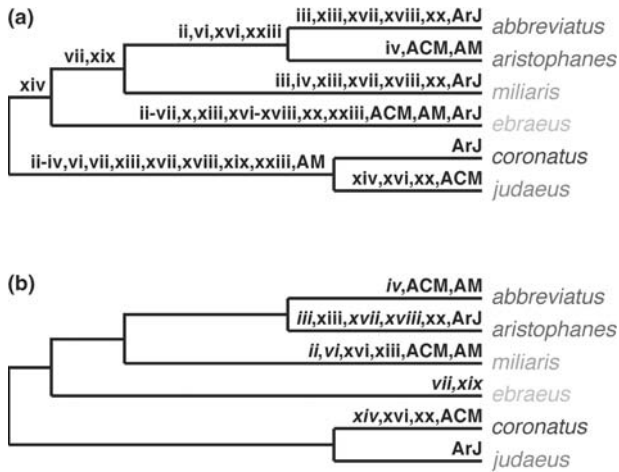 (a)
iii,xiii,xvii,xviii,xx,ArJ
abbreviatus
ii,vi,xvi,xxiii
iv,ACM,AM
aristophanes
vii,xix
iii,iv,xiii,xvii,xviii,xx,ArJ
miliaris
xiv
ii-vii,x,xiii,xvi-xviii,xx,xxiii,ACM,AM,ArJ
ebraeus
ArJ
coronatus
ii-iv,vi,vii,xiii,xvii,xviii,xix,xxiii,AM
xiv,xvi,xx,ACM
judaeus
(b)
iv,ACM,AM
abbreviatus
iii,xiii,xvii,xviii,xx,ArJ
aristophanes
ii,vi,xvi,xiii,ACM,AM
miliaris
vii,xix
ebraeus
xiv,xvi,xx,ACM
coronatus
ArJ
judaeus